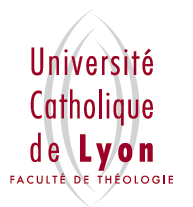 Université
Catholique
de Lyon
FACULTÉ DE THÉOLOGIE